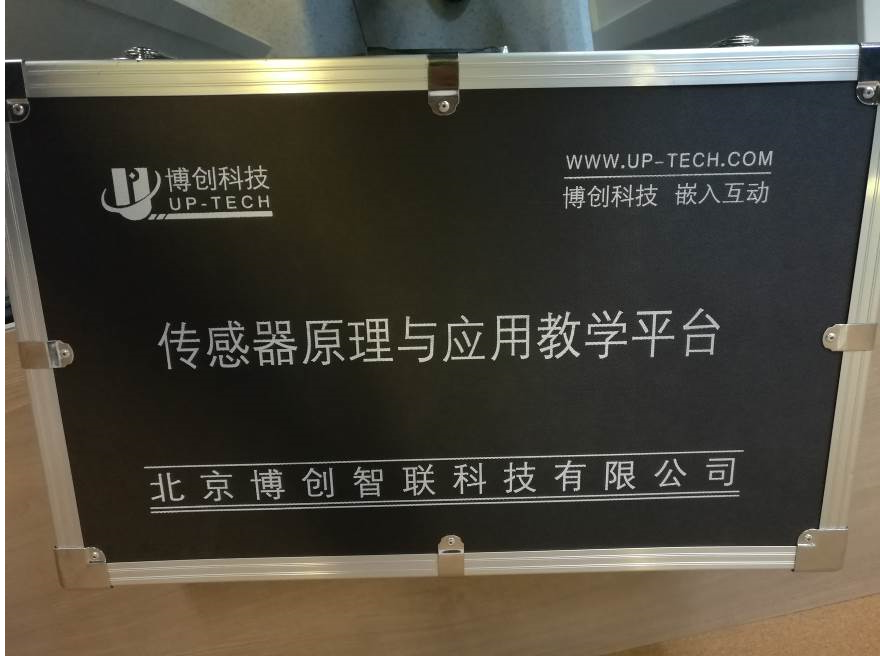 博创科技
UP-TECH
WWW.UP-TECH.COM
博创科技 嵌入互动
传感器原理与应用教学平台
北京博创智联科技有限公司